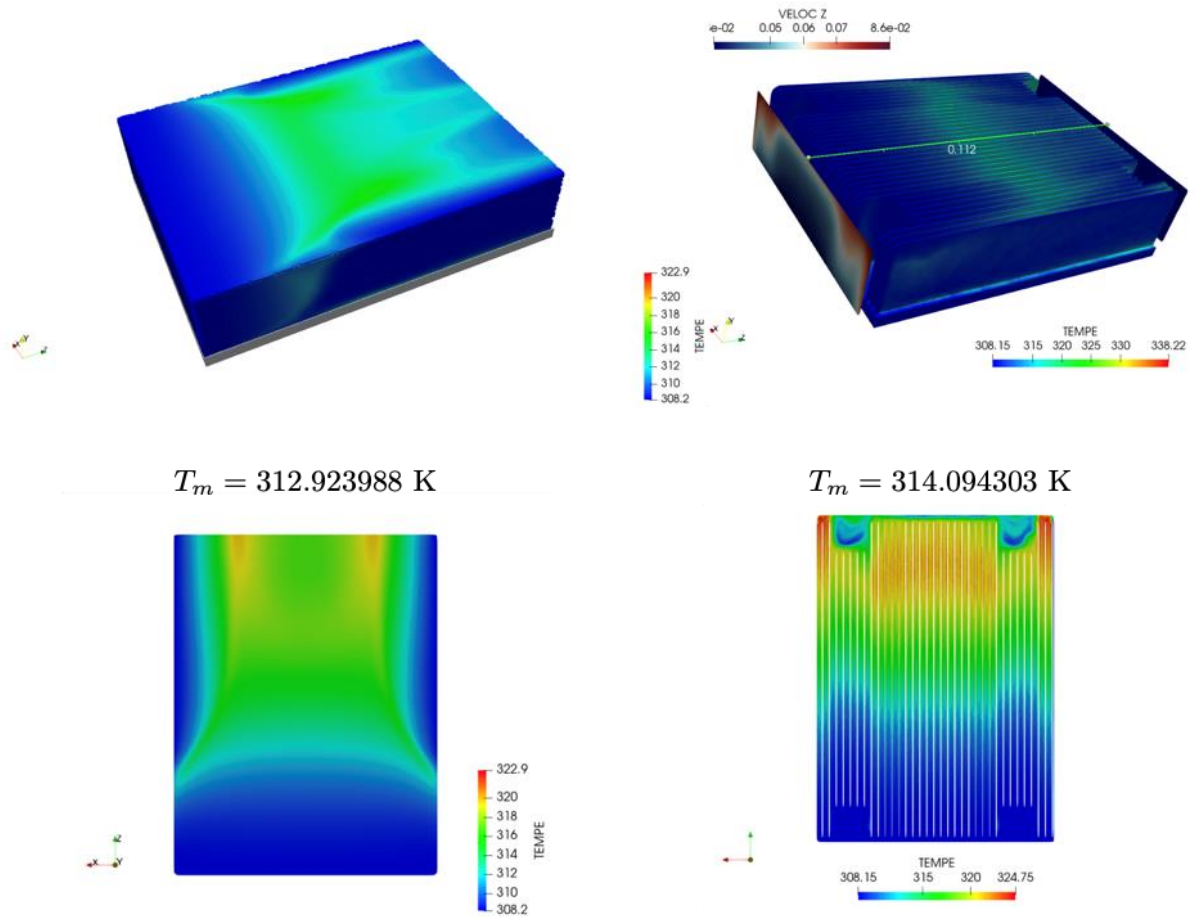 VELOC Z
e-02 0.05 0.06 0.07 8.6e-02
0.112
322.9
320
318
316
314
312
310
308.2
TEMPE
X Y
Z
X Y
Z
TEMPE
308.15 315 320 325 330 338.22
T_m = 312.923988 K
T_m = 314.094303 K
322.9
320
318
316
314
312
310
308.2
TEMPE
Z
X Y
TEMPE
308.15 315 320 324.75